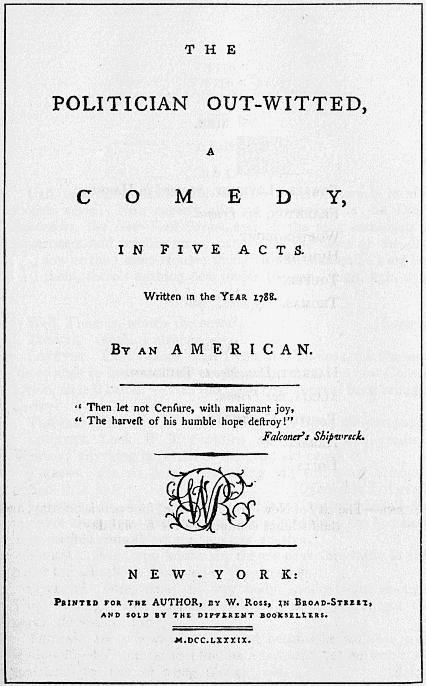 THE
POLITICIAN OUT-WITTED,
A
COMEDY,
IN FIVE ACTS.
Written in the YEAR 1788.
BY AN AMERICAN.
“ Then let not Cenſure, with malignant joy,
“ The harveſt of his humble hope deſtroy!”
Falconer's Shipwreck.
WR
NEW-YORK:
PRINTED FOR THE AUTHOR, BY W. ROSS, IN BROAD-STREET,
AND SOLD BY THE DIFFERENT BOOKSELLERS.
M.DCC.LXXXIX.